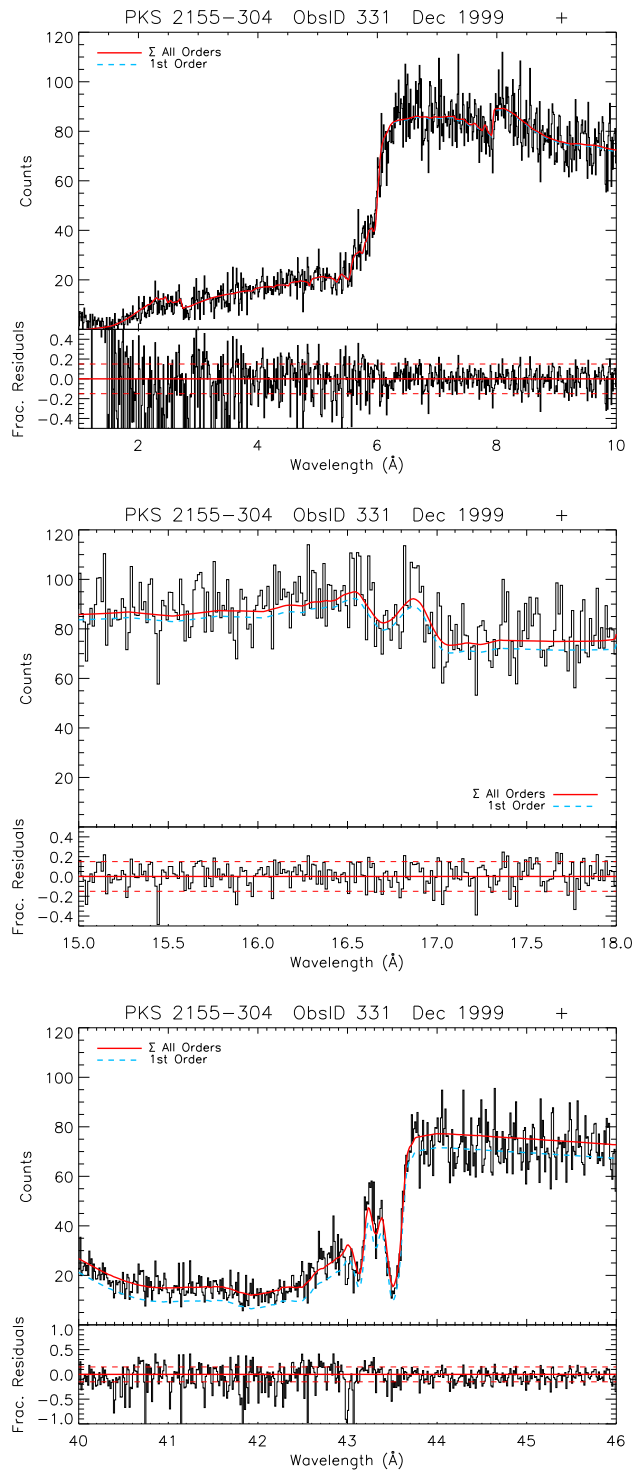 PKS 2155-304 ObsID 331 Dec 1999 +
Σ All Orders
1st Order
120
100
80
60
40
20
Counts
0.4
0.2
0.0
-0.2
-0.4
Frac. Residuals
2 4 6 8 10
Wavelength (Å)
PKS 2155-304 ObsID 331 Dec 1999 +
120
100
80
60
40
20
Counts
Σ All Orders
1st Order
0.4
0.2
0.0
-0.2
-0.4
Frac. Residuals
15.0 15.5 16.0 16.5 17.0 17.5 18.0
Wavelength (Å)
PKS 2155-304 ObsID 331 Dec 1999 +
Σ All Orders
1st Order
120
100
80
60
40
20
Counts
1.0
0.5
0.0
-0.5
-1.0
Frac. Residuals
40 41 42 43 44 45 46
Wavelength (Å)